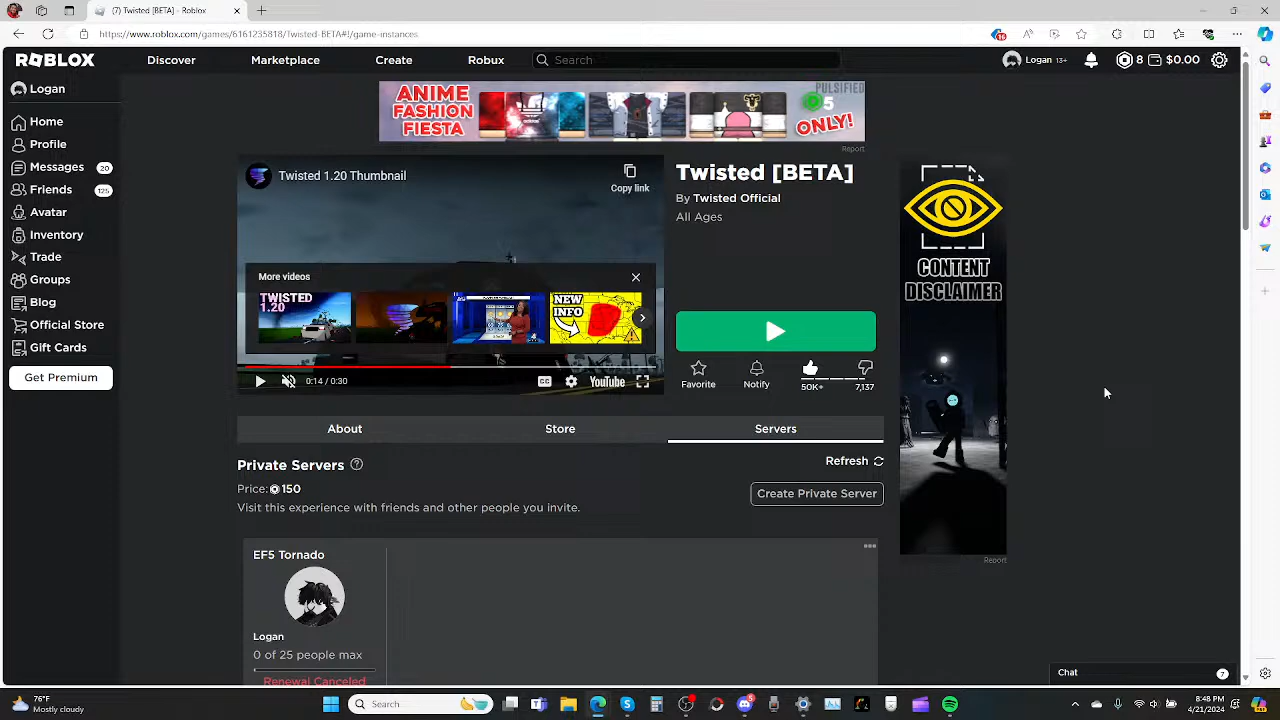 (7) Twisted [BETA] - Roblox
https://www.roblox.com/games/6161235818/Twisted-BETA#!/game-instances
16
ROBLOX
Discover
Marketplace
Create
Robux
Search
Logan 13+
8
$0.00
Logan
Home
Profile
Messages 20
Friends 125
Avatar
Inventory
Trade
Groups
Blog
Official Store
Gift Cards
Get Premium
ANIME
FASHION
FIESTA
PULSIFIED
5
ONLY!
Report
Twisted 1.20 Thumbnail
Copy link
More videos
TWISTED
1.20
NEW
INFO
0:14 / 0:30
CC
YouTube
Twisted [BETA]
By Twisted Official
All Ages
Favorite
Notify
50K+
7,137
CONTENT
DISCLAIMER
Report
About
Store
Servers
Private Servers
Refresh
Price: 150
Create Private Server
Visit this experience with friends and other people you invite.
EF5 Tornado
Logan
0 of 25 people max
Renewal Canceled
Chat
7
76°F
Mostly cloudy
Search
8:48 PM
4/21/2024